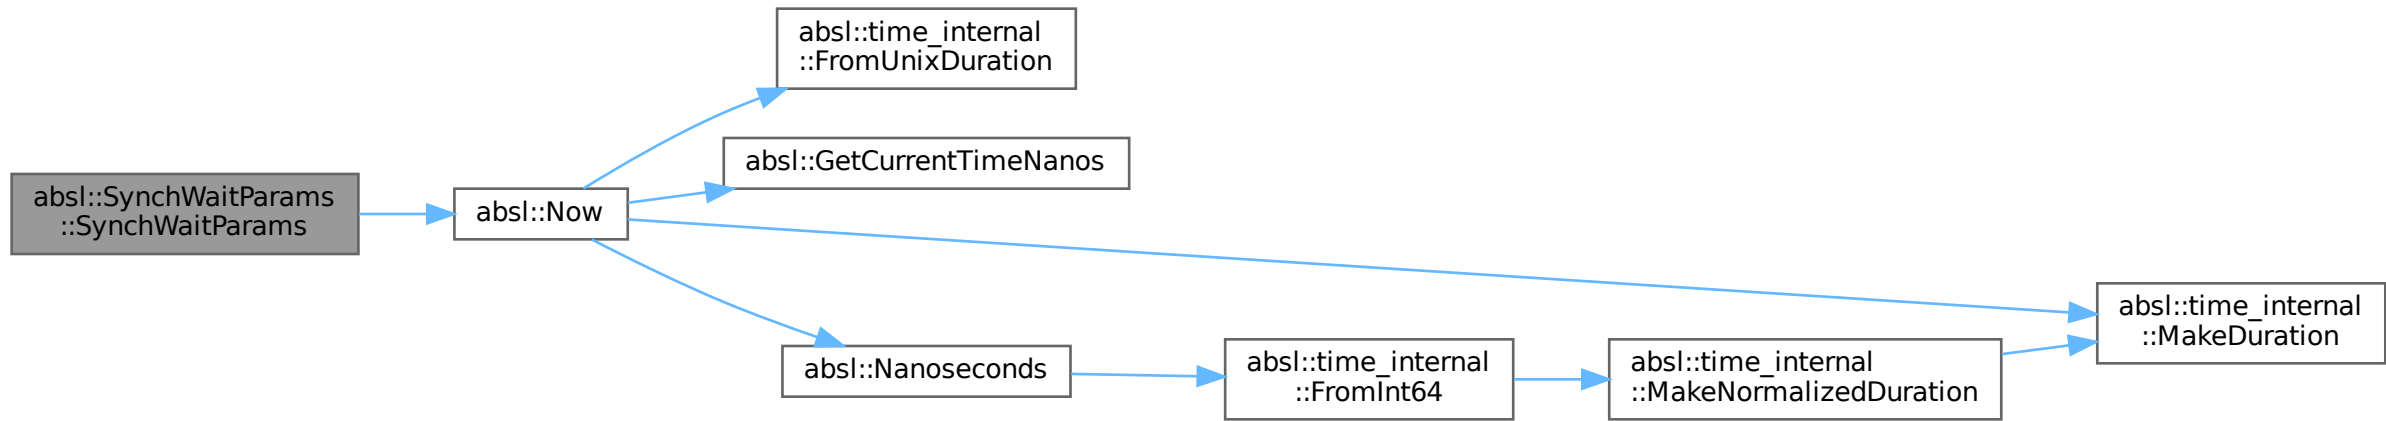 absl::SynchWaitParams
::SynchWaitParams
absl::Now
absl::time_internal
::FromUnixDuration
absl::GetCurrentTimeNanos
absl::Nanoseconds
absl::time_internal
::FromInt64
absl::time_internal
::MakeNormalizedDuration
absl::time_internal
::MakeDuration